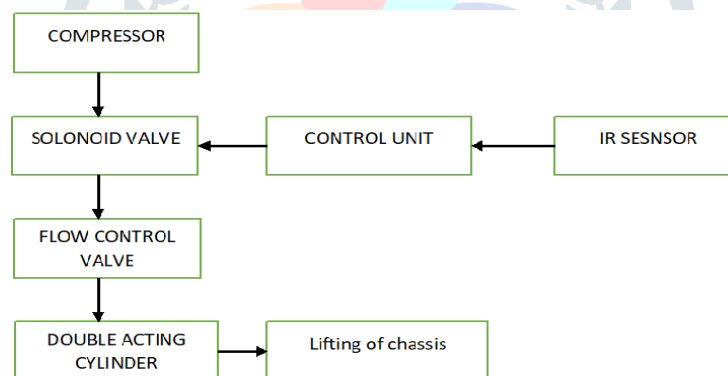 COMPRESSOR
SOLONOID VALVE
CONTROL UNIT
IR SESNSOR
FLOW CONTROL
VALVE
DOUBLE ACTING
CYLINDER
Lifting of chassis